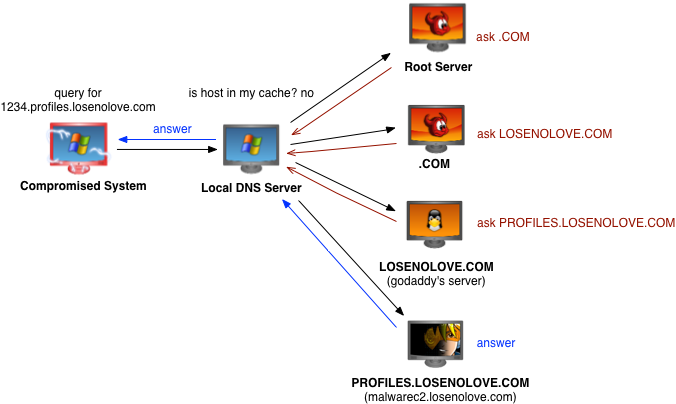 ask .COM
Root Server
query for
1234.profiles.losenolove.com
is host in my cache? no
answer
ask LOSENOLOVE.COM
.COM
Compromised System
Local DNS Server
ask PROFILES.LOSENOLOVE.COM
LOSENOLOVE.COM
(godaddy's server)
answer
PROFILES.LOSENOLOVE.COM
(malwarec2.losenolove.com)